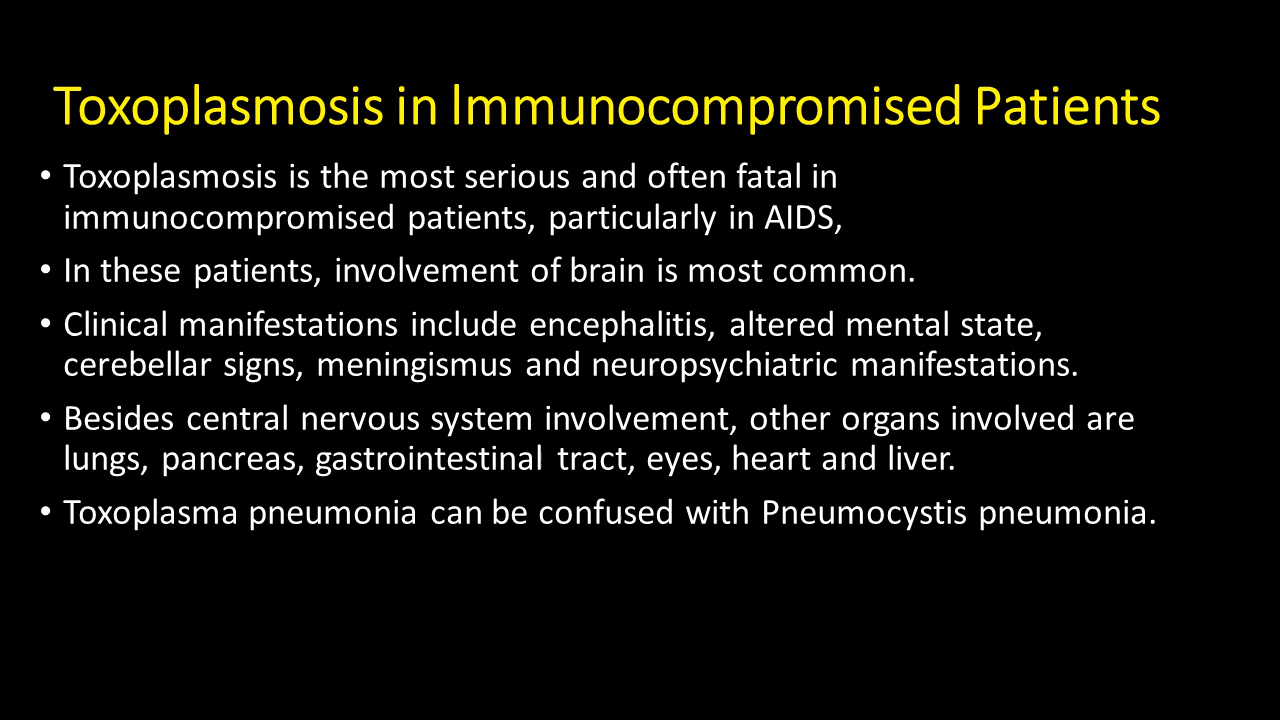 Toxoplasmosis in Immunocompromised Patients
• Toxoplasmosis is the most serious and often fatal in
immunocompromised patients, particularly in AIDS,
• In these patients, involvement of brain is most common.
• Clinical manifestations include encephalitis, altered mental state,
cerebellar signs, meningismus and neuropsychiatric manifestations.
• Besides central nervous system involvement, other organs involved are
lungs, pancreas, gastrointestinal tract, eyes, heart and liver.
• Toxoplasma pneumonia can be confused with Pneumocystis pneumonia.